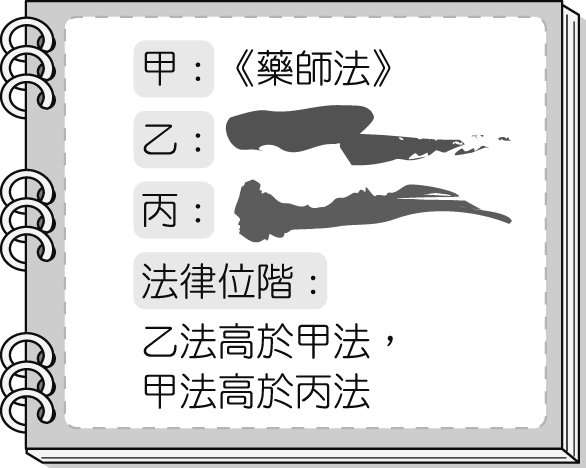 甲：《藥師法》
乙：
丙：
法律位階：
乙法高於甲法，
甲法高於丙法